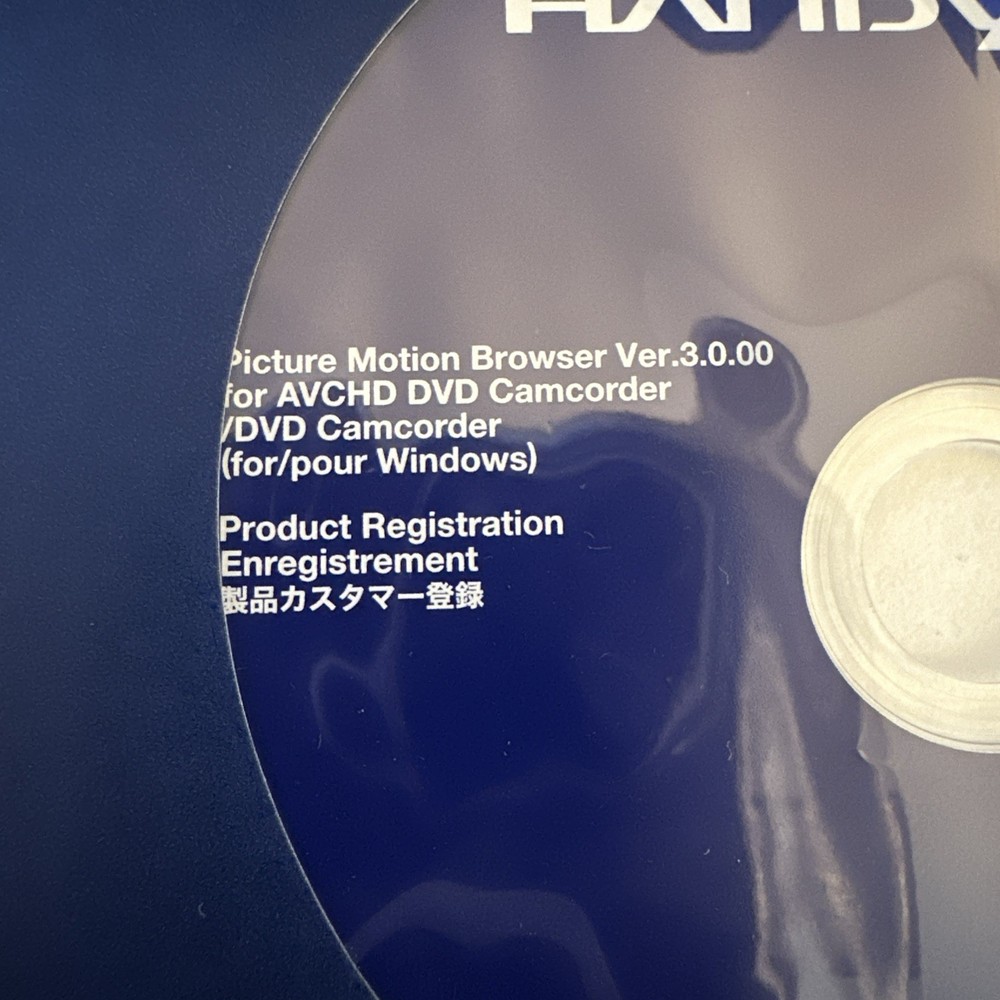 HANDY
Picture Motion Browser Ver.3.0.00
for AVCHD DVD Camcorder
/DVD Camcorder
(for/pour Windows)
Product Registration
Enregistrement
製品カスタマー登録